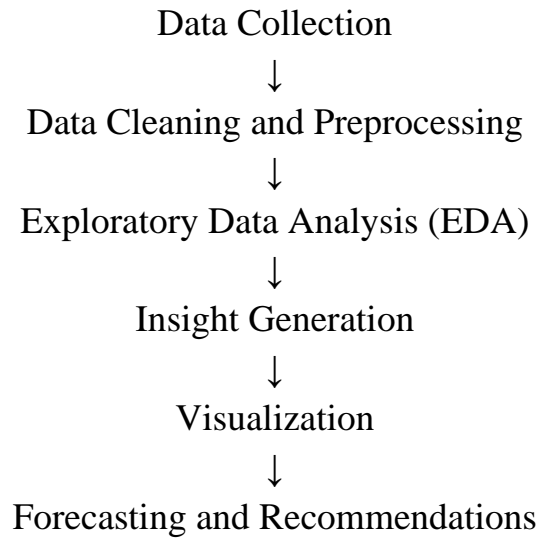 Data Collection
↓
Data Cleaning and Preprocessing
↓
Exploratory Data Analysis (EDA)
↓
Insight Generation
↓
Visualization
↓
Forecasting and Recommendations